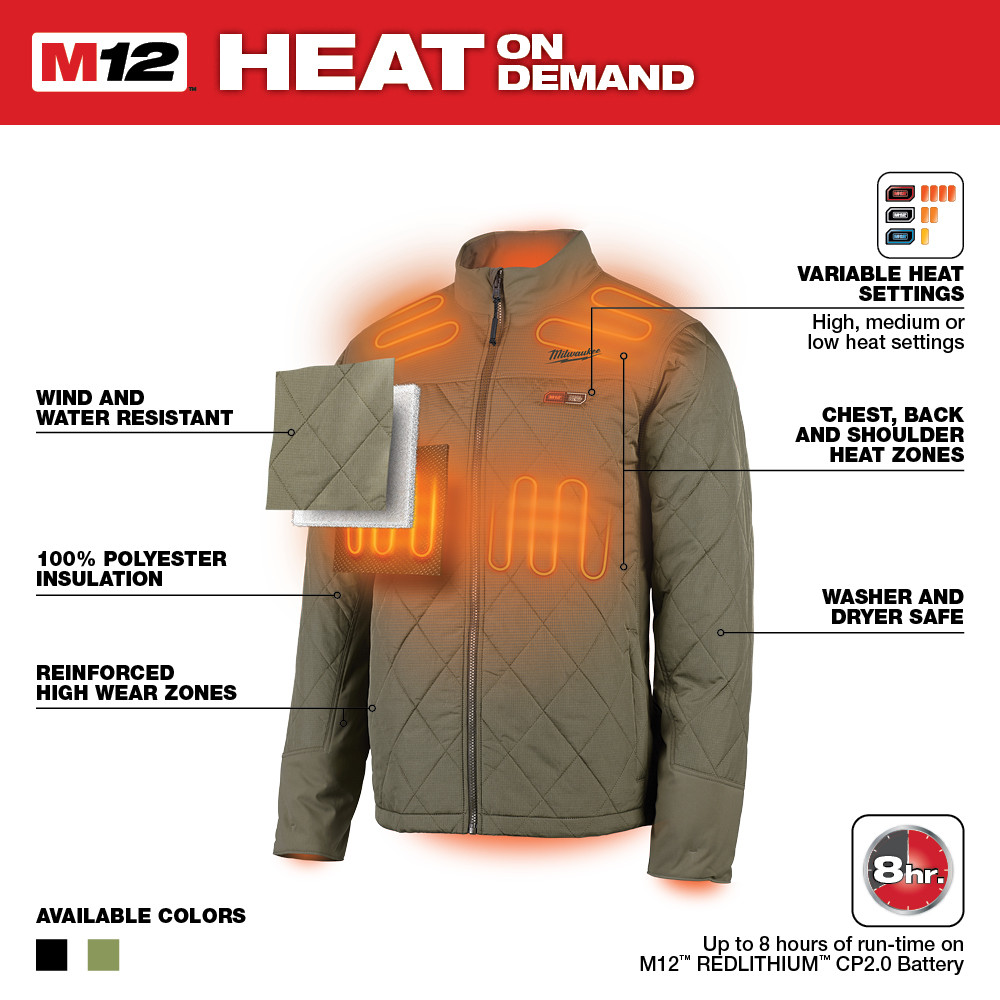 M12™ HEAT ON DEMAND
VARIABLE HEAT
SETTINGS
High, medium or
low heat settings
Milwaukee
WIND AND
WATER RESISTANT
CHEST, BACK
AND SHOULDER
HEAT ZONES
100% POLYESTER
INSULATION
WASHER AND
DRYER SAFE
REINFORCED
HIGH WEAR ZONES
8hr.
AVAILABLE COLORS
Up to 8 hours of run-time on
M12™ REDLITHIUM™ CP2.0 Battery